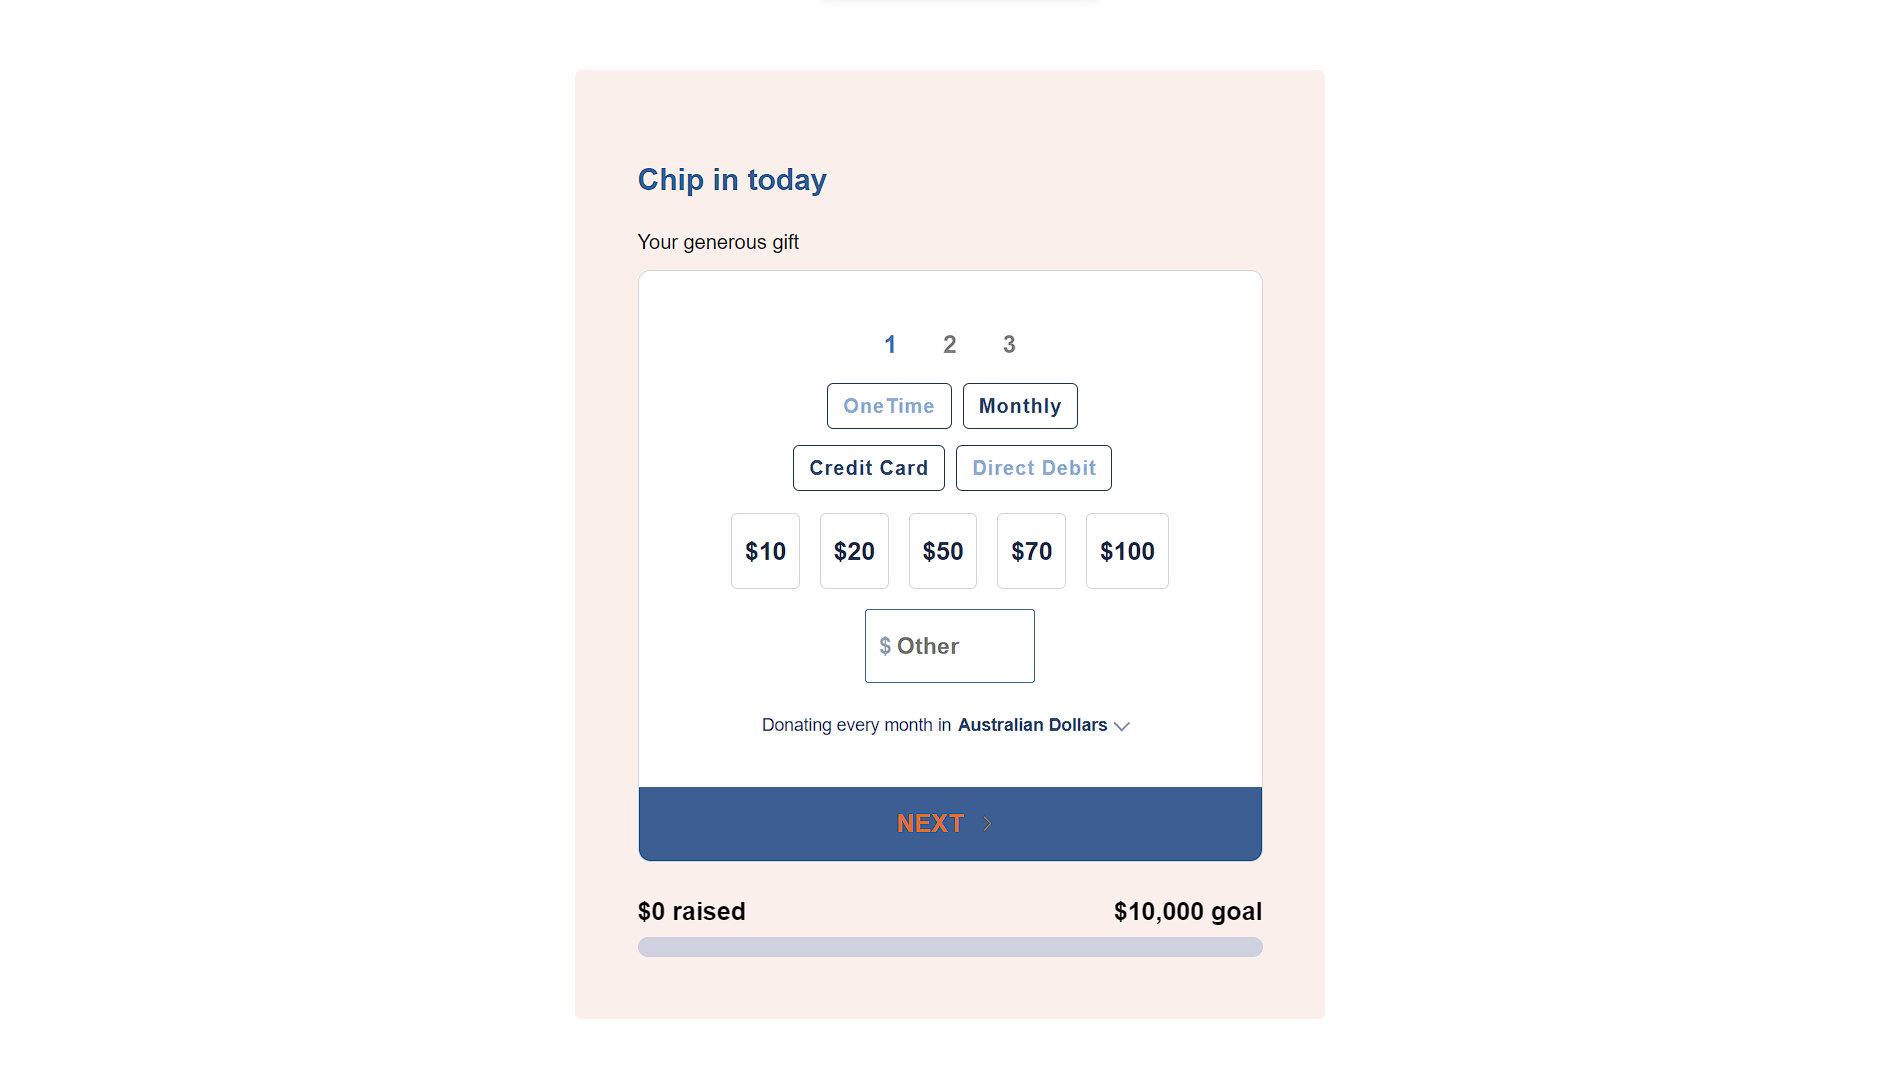 Chip in today
Your generous gift
1 2 3
OneTime Monthly
Credit Card Direct Debit
$10 $20 $50 $70 $100
$ Other
Donating every month in Australian Dollars
NEXT
$0 raised $10,000 goal